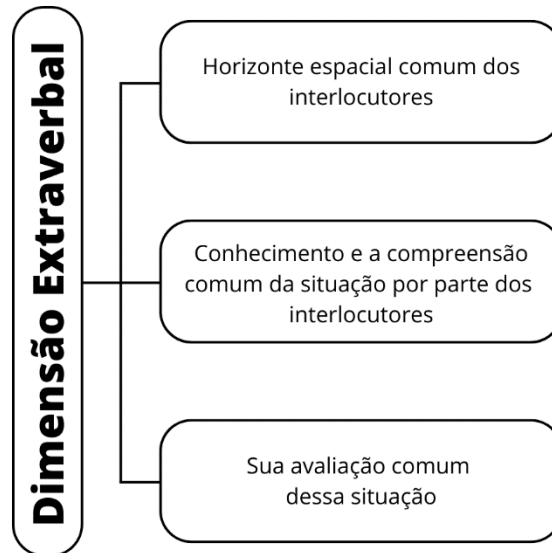 Dimensão Extraverbal
Horizonte espacial comum dos
interlocutores
Conhecimento e a compreensão
comum da situação por parte dos
interlocutores
Sua avaliação comum
dessa situação